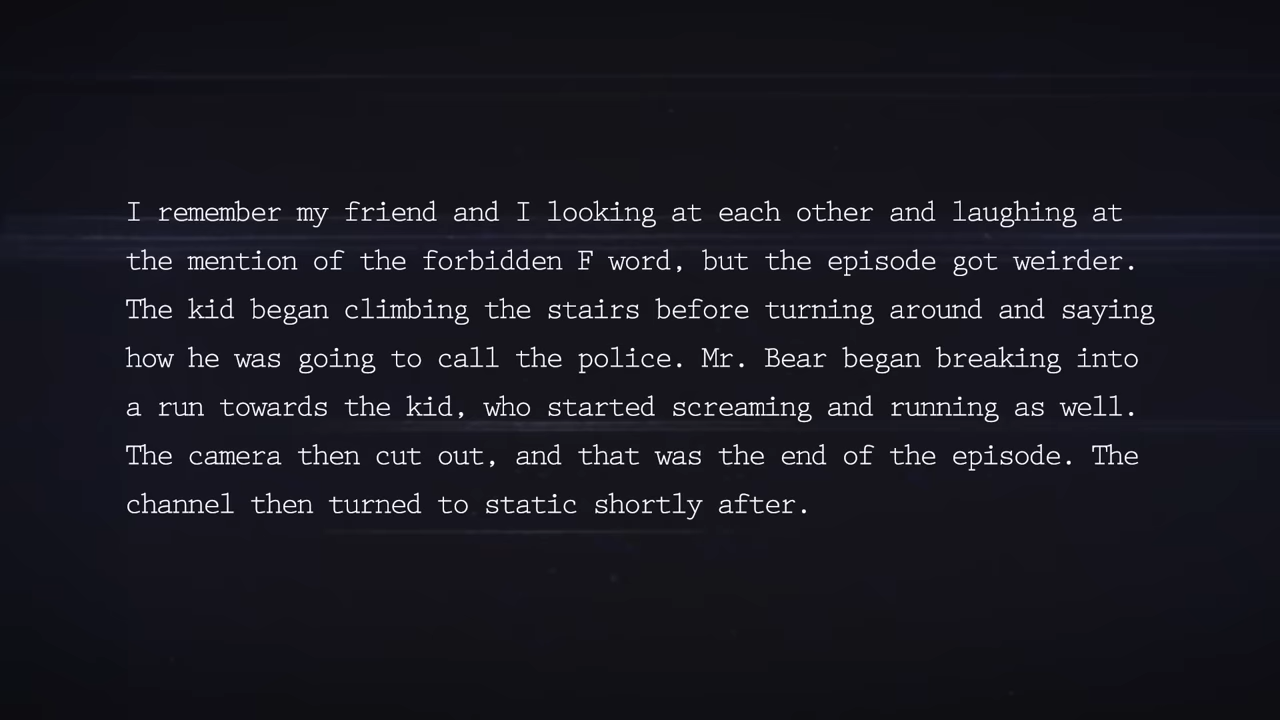 I remember my friend and I looking at each other and laughing at
the mention of the forbidden F word, but the episode got weirder.
The kid began climbing the stairs before turning around and saying
how he was going to call the police. Mr. Bear began breaking into
a run towards the kid, who started screaming and running as well.
The camera then cut out, and that was the end of the episode. The
channel then turned to static shortly after.